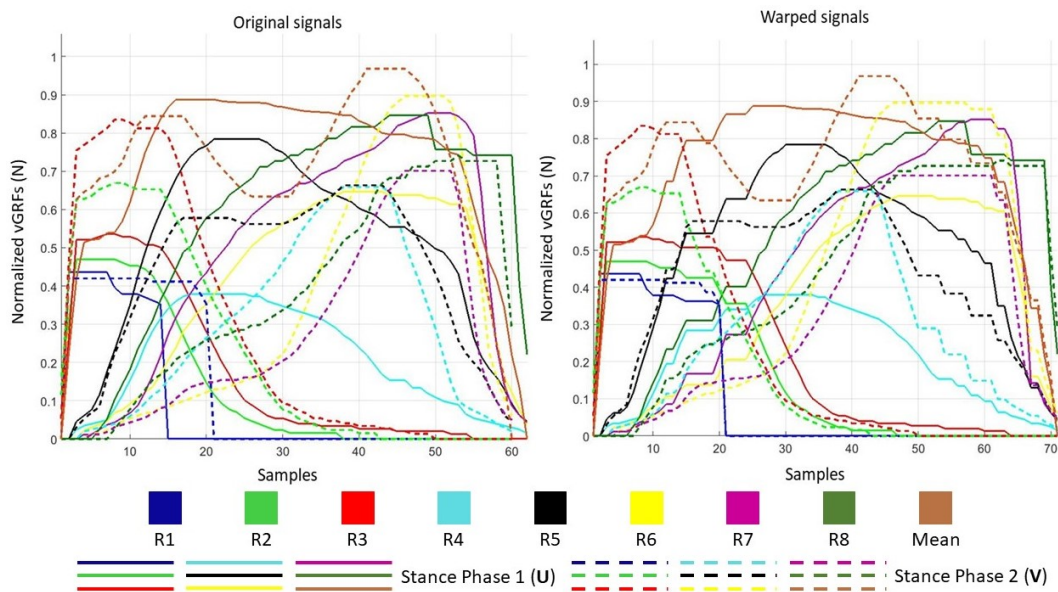 Original signals
Warped signals
Normalized vGRFs (N)
1
0.9
0.8
0.7
0.6
0.5
0.4
0.3
0.2
0.1
0
10 20 30 40 50 60
Samples
Normalized vGRFs (N)
1
0.9
0.8
0.7
0.6
0.5
0.4
0.3
0.2
0.1
0
10 20 30 40 50 60 70
Samples
R1 R2 R3 R4 R5 R6 R7 R8 Mean
Stance Phase 1 (U) Stance Phase 2 (V)